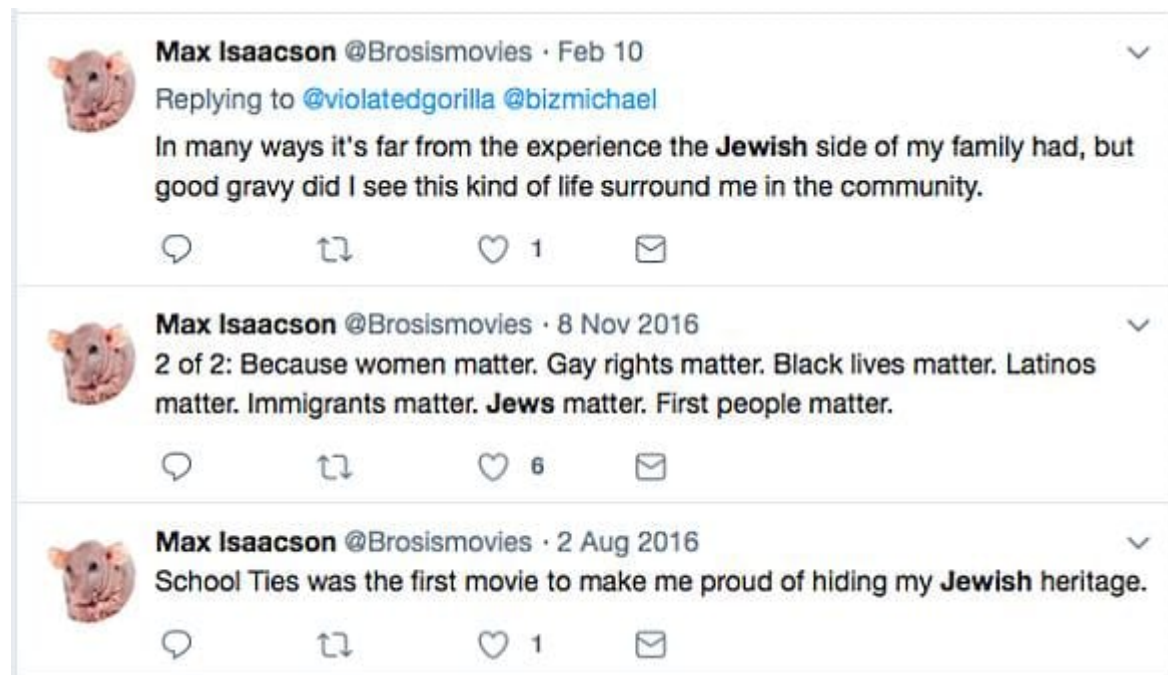 Max Isaacson @Brosismovies · Feb 10
Replying to @violatedgorilla @bizmichael
In many ways it's far from the experience the Jewish side of my family had, but
good gravy did I see this kind of life surround me in the community.
1
Max Isaacson @Brosismovies · 8 Nov 2016
2 of 2: Because women matter. Gay rights matter. Black lives matter. Latinos
matter. Immigrants matter. Jews matter. First people matter.
6
Max Isaacson @Brosismovies · 2 Aug 2016
School Ties was the first movie to make me proud of hiding my Jewish heritage.
1